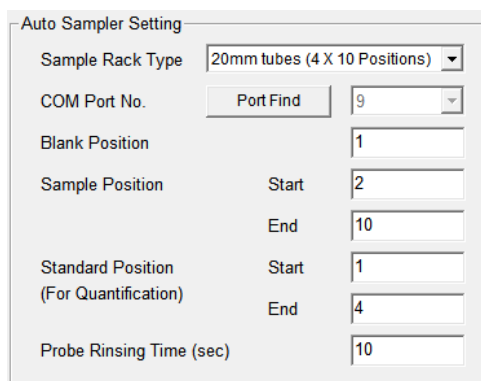 Auto Sampler Setting
Sample Rack Type 20mm tubes (4 X 10 Positions)
COM Port No. Port Find 9
Blank Position 1
Sample Position Start 2
End 10
Standard Position Start 1
(For Quantification)
End 4
Probe Rinsing Time (sec) 10